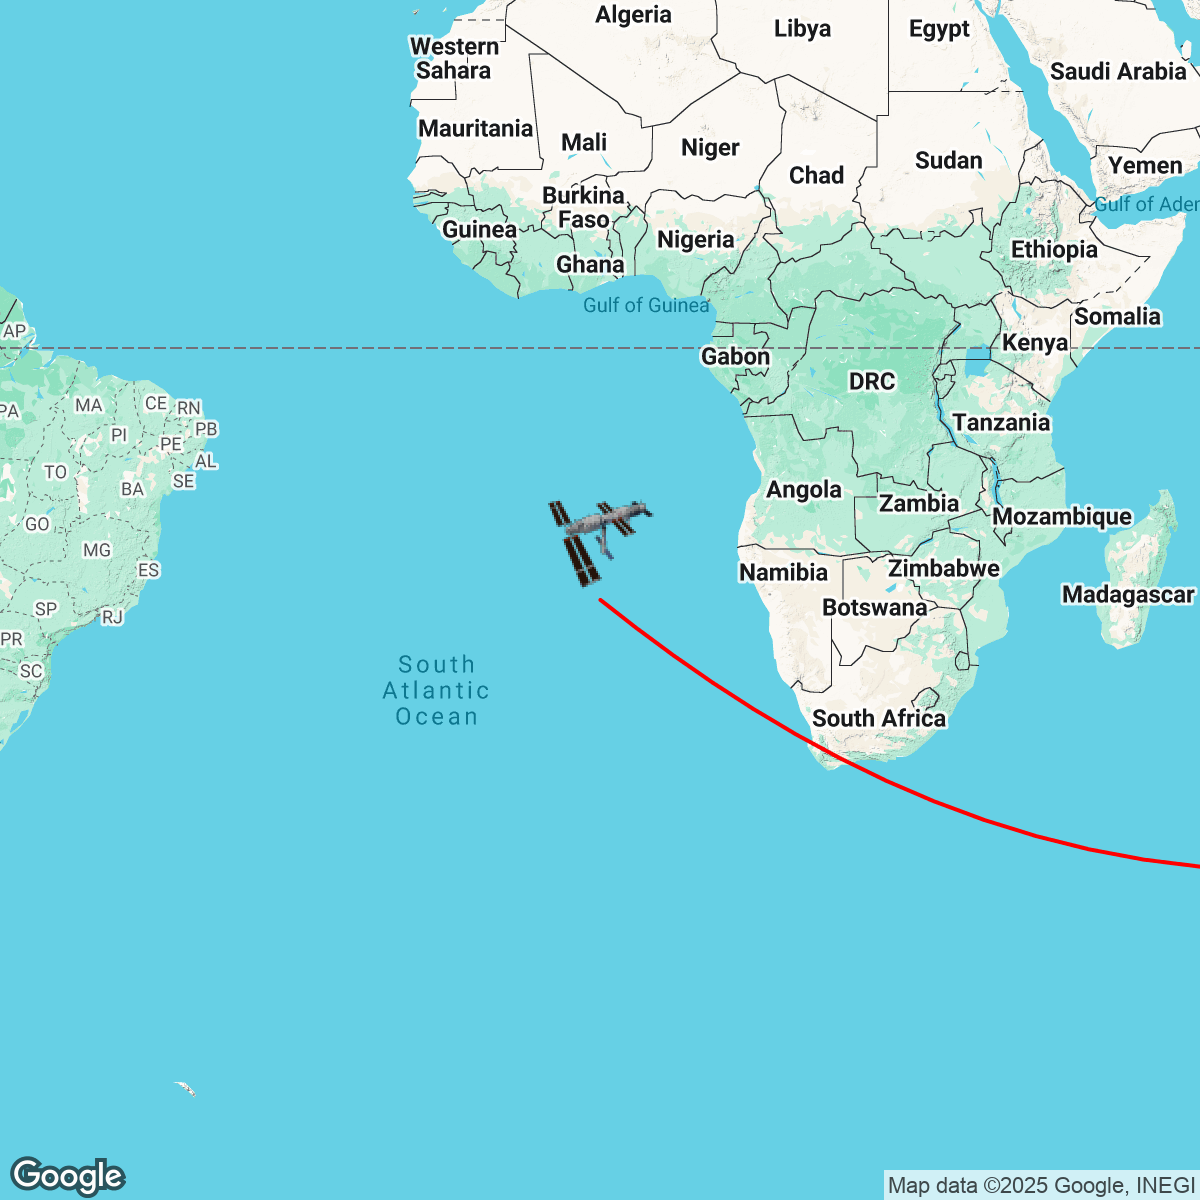 Algeria
Libya
Egypt
Western
Sahara
Saudi Arabia
Mauritania
Mali
Niger
Chad
Sudan
Yemen
Burkina
Faso
Gulf of Aden
Guinea
Nigeria
Ethiopia
Ghana
Gulf of Guinea
Somalia
AP
Kenya
Gabon
DRC
PA
MA
CE
RN
PI
PE
PB
Tanzania
TO
AL
BA
SE
Angola
Zambia
GO
Mozambique
MG
ES
Namibia
Zimbabwe
Madagascar
SP
RJ
Botswana
PR
SC
South
Atlantic
Ocean
South Africa
Google
Map data ©2025 Google, INEGI